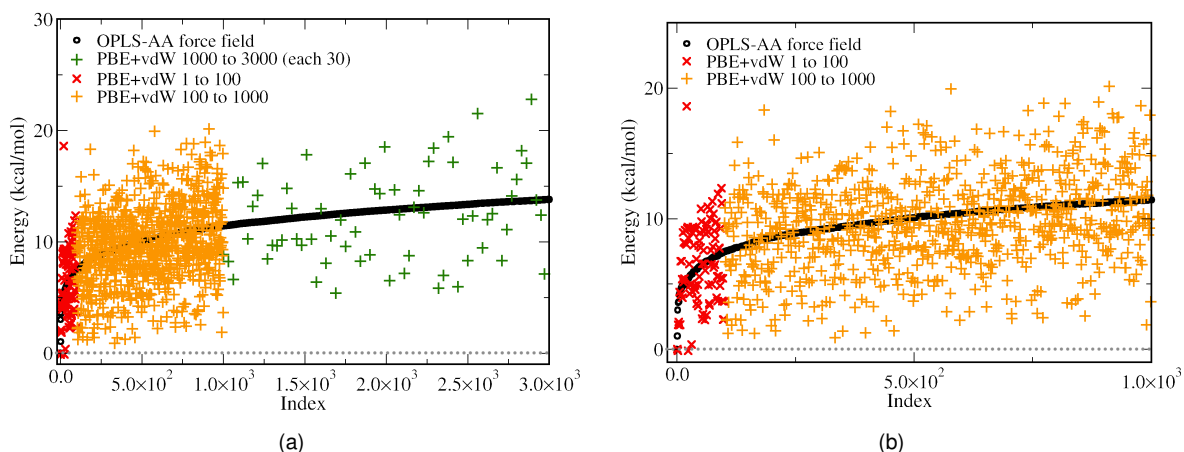 30
20
10
0
Energy (kcal/mol)
OPLS-AA force field
PBE+vdW 1000 to 3000 (each 30)
PBE+vdW 1 to 100
PBE+vdW 100 to 1000
0.0
5.0×10²
1.0×10³
1.5×10³
2.0×10³
2.5×10³
3.0×10³
Index
(a)
20
10
0
Energy (kcal/mol)
OPLS-AA force field
PBE+vdW 1 to 100
PBE+vdW 100 to 1000
0.0
5.0×10²
1.0×10³
Index
(b)